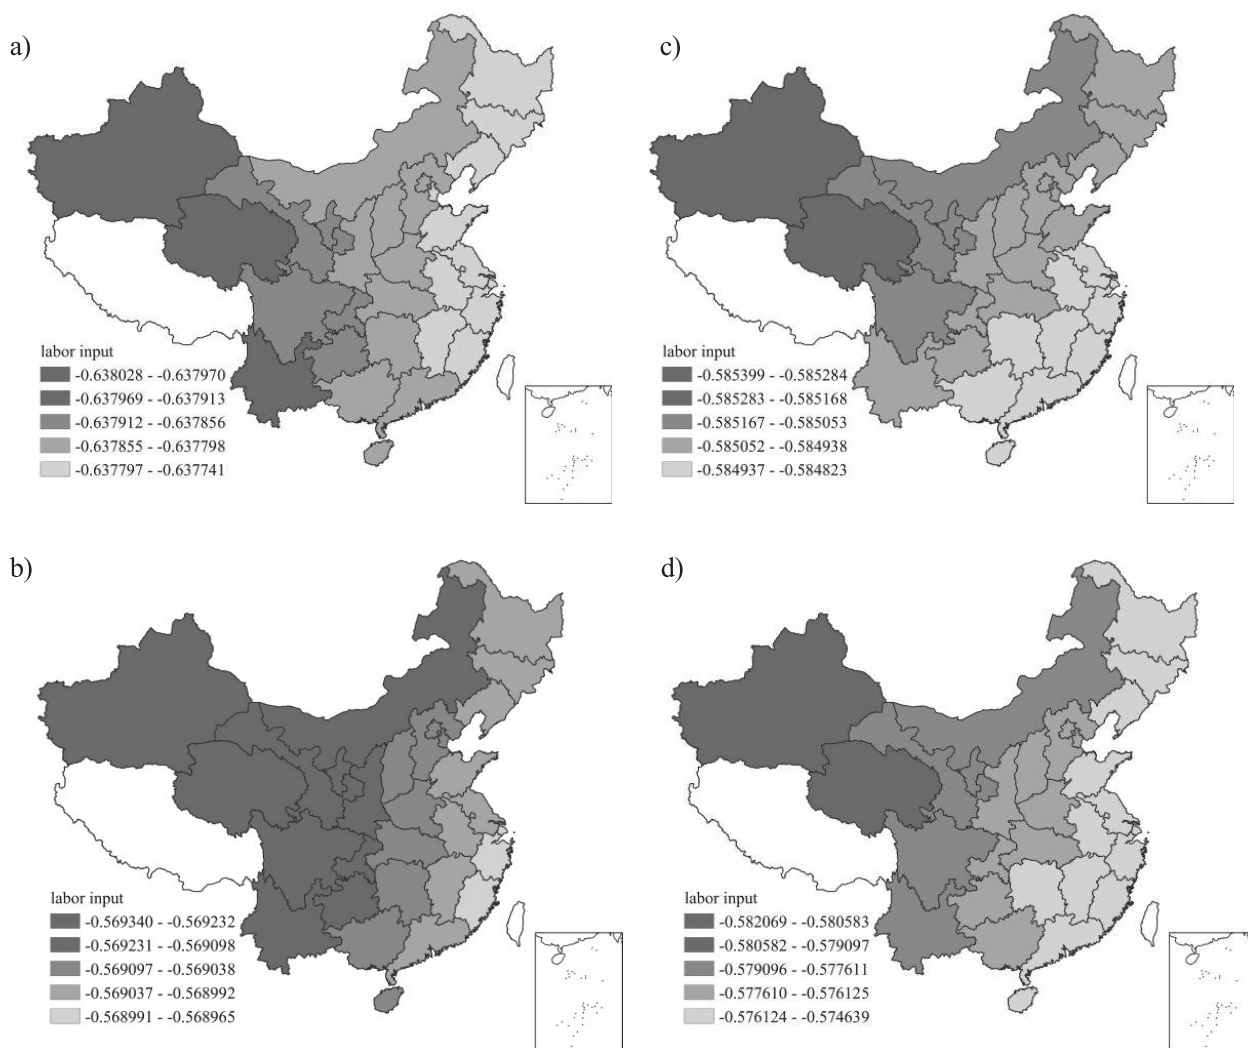 a)
labor input
-0.638028 - -0.637970
-0.637969 - -0.637913
-0.637912 - -0.637856
-0.637855 - -0.637798
-0.637797 - -0.637741
c)
labor input
-0.585399 - -0.585284
-0.585283 - -0.585168
-0.585167 - -0.585053
-0.585052 - -0.584938
-0.584937 - -0.584823
b)
labor input
-0.569340 - -0.569232
-0.569231 - -0.569098
-0.569097 - -0.569038
-0.569037 - -0.568992
-0.568991 - -0.568965
d)
labor input
-0.582069 - -0.580583
-0.580582 - -0.579097
-0.579096 - -0.577611
-0.577610 - -0.576125
-0.576124 - -0.574639